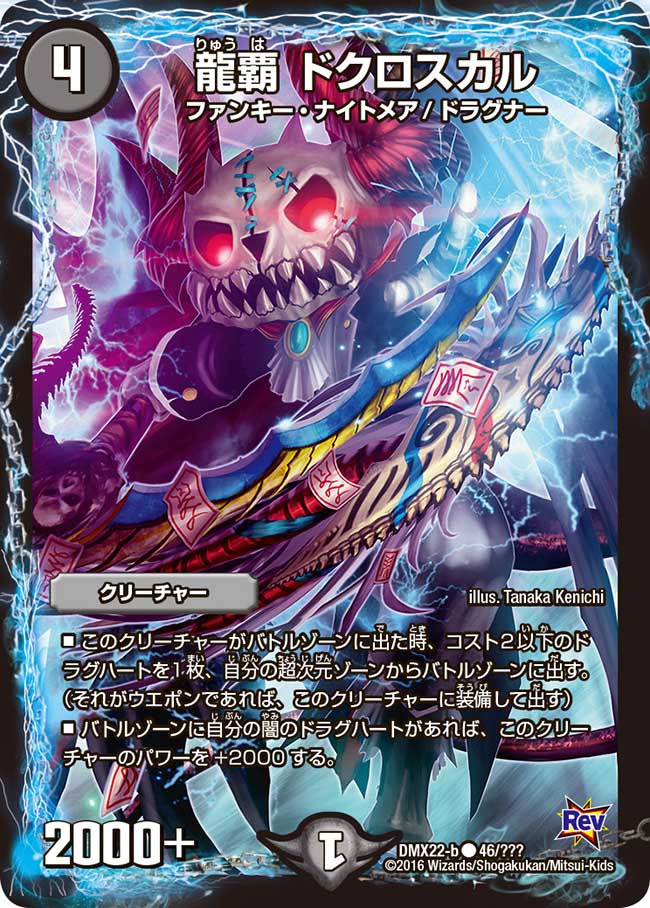 4
りゅう は
龍覇 ドクロスカル
ファンキー・ナイトメア / ドラグナー
クリーチャー
illus. Tanaka Kenichi
■ このクリーチャーがバトルゾーンに出た時、コスト2以下のド
ラグハートを1枚、自分の超次元ゾーンからバトルゾーンに出す。
(それがウエポンであれば、このクリーチャーに装備して出す)
■ バトルゾーンに自分の闇のドラグハートがあれば、このクリー
チャーのパワーを+2000する。
2000+
1
Rev
DMX22-b ● 46/???
©2016 Wizards/Shogakukan/Mitsui-Kids